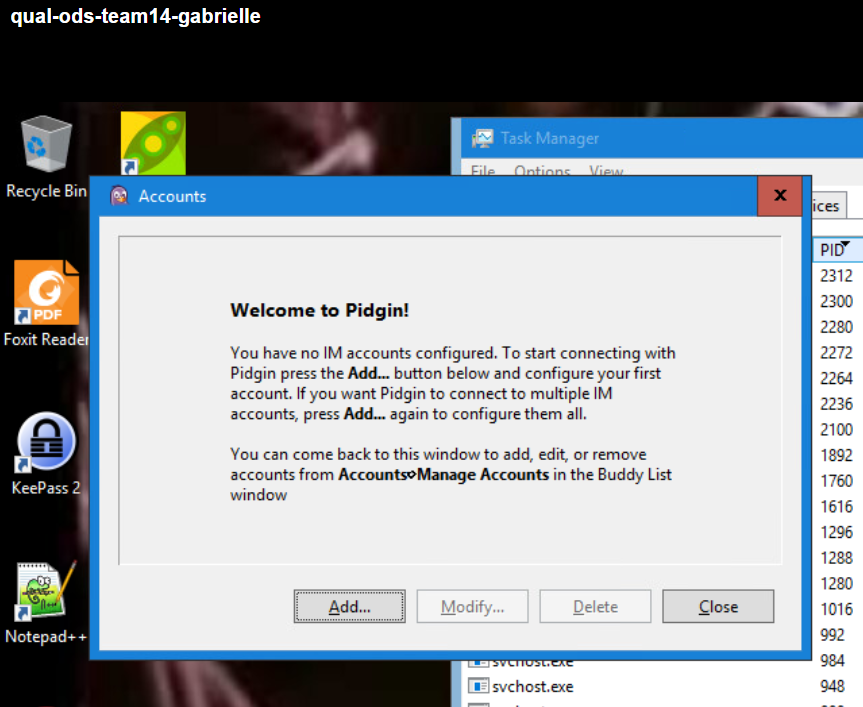 qual-ods-team14-gabrielle
Recycle Bin
PDF
Foxit Reader
KeePass 2
Notepad++
Task Manager
File Options View
Accounts
x
Welcome to Pidgin!
You have no IM accounts configured. To start connecting with
Pidgin press the Add... button below and configure your first
account. If you want Pidgin to connect to multiple IM
accounts, press Add... again to configure them all.
You can come back to this window to add, edit, or remove
accounts from Accounts⇨Manage Accounts in the Buddy List
window
Add...
Modify...
Delete
Close
ices
PID
2312
2300
2280
2272
2264
2236
2100
1892
1760
1616
1296
1288
1280
1016
992
svchost.exe 984
svchost.exe 948